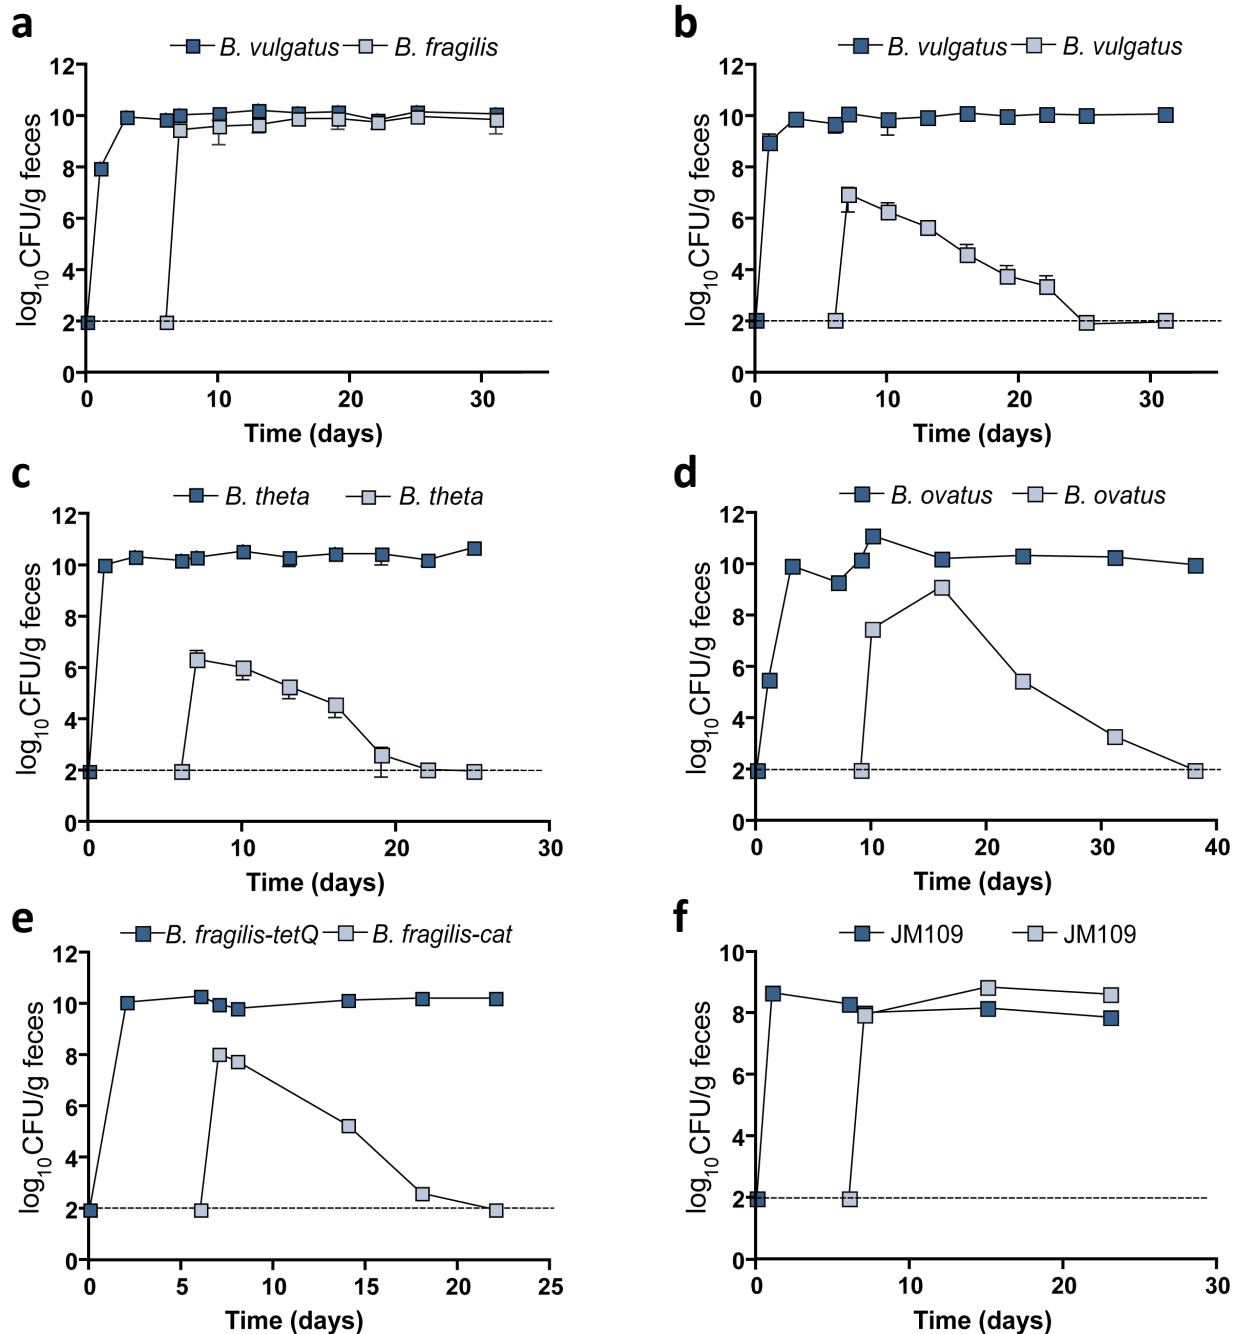 a
B. vulgatus B. fragilis
12
10
8
6
4
2
0
log10CFU/g feces
0 10 20 30
Time (days)
b
B. vulgatus B. vulgatus
12
10
8
6
4
2
0
log10CFU/g feces
0 10 20 30
Time (days)
c
B. theta B. theta
12
10
8
6
4
2
0
log10CFU/g feces
0 10 20 30
Time (days)
d
B. ovatus B. ovatus
12
10
8
6
4
2
0
log10CFU/g feces
0 10 20 30 40
Time (days)
e
B. fragilis-tetQ B. fragilis-cat
12
10
8
6
4
2
0
log10CFU/g feces
0 5 10 15 20 25
Time (days)
f
JM109 JM109
10
8
6
4
2
0
log10CFU/g feces
0 10 20 30
Time (days)